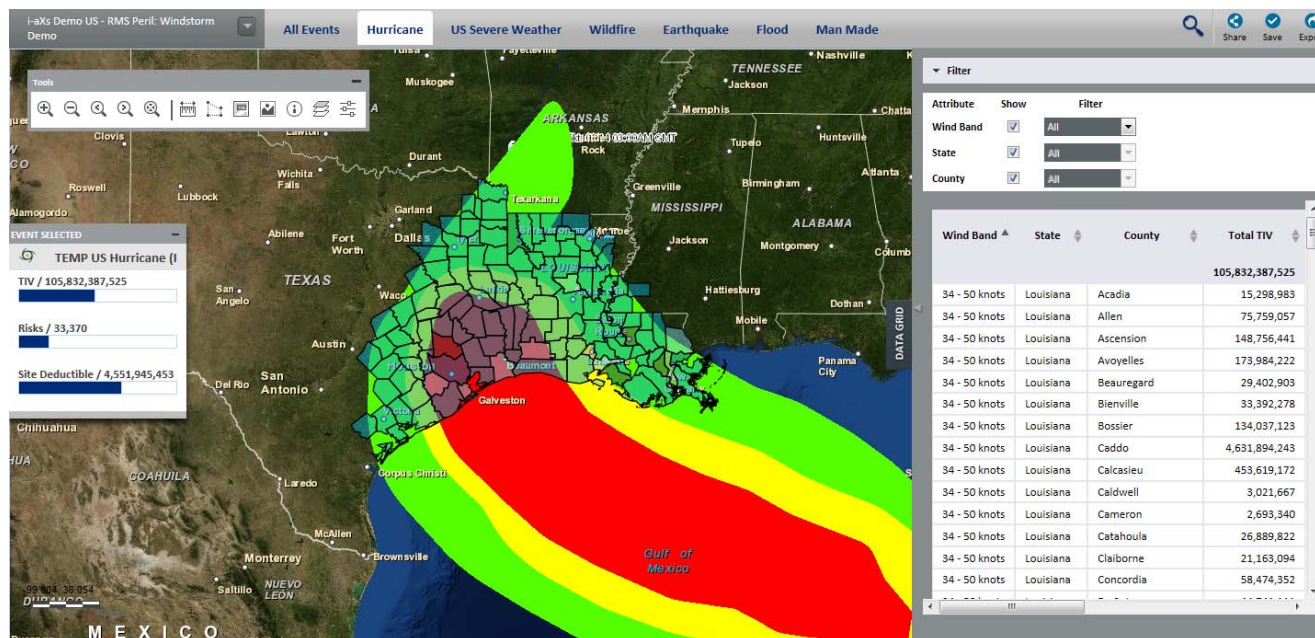 i-aXs Demo US - RMS Peril: Windstorm
Demo
All Events
Hurricane
US Severe Weather
Wildfire
Earthquake
Flood
Man Made
Share
Save
Tools
EVENT SELECTED
TEMP US Hurricane (I
TIV / 105,832,387,525
Risks / 33,370
Site Deductible / 4,551,945,453
Muskogee
Fayetteville
TENNESSEE
Nashville
Jackson
Memphis
ARKANSAS
Rock
Clovis
Durant
Tupelo
Huntsville
Wichita
Falls
Roswell
Lubbock
Texarkana
Greenville
Birmingham
Atlanta
Alamogordo
Garland
MISSISSIPPI
ALABAMA
Abilene
Fort
Worth
Dallas
Monroe
Jackson
Montgomery
TEXAS
LOUISIANA
San
Angelo
Waco
Hattiesburg
Dothan
Austin
Mobile
Houston
Beaumont
Panama
City
Del Rio
San
Antonio
Galveston
Victoria
Chihuahua
COAHUILA
Corpus Christi
Laredo
McAllen
Brownsville
Monterrey
Saltillo
NUEVO
LEÓN
DURANGO
Gulf of
Mexico
MEXICO
DATA GRID
Filter
Attribute Show Filter
Wind Band All
State All
County All
Wind Band State County Total TIV
105,832,387,525
34 - 50 knots Louisiana Acadia 15,298,983
34 - 50 knots Louisiana Allen 75,759,057
34 - 50 knots Louisiana Ascension 148,756,441
34 - 50 knots Louisiana Avoyelles 173,984,222
34 - 50 knots Louisiana Beauregard 29,402,903
34 - 50 knots Louisiana Bienville 33,392,278
34 - 50 knots Louisiana Bossier 134,037,123
34 - 50 knots Louisiana Caddo 4,631,894,243
34 - 50 knots Louisiana Calcasieu 453,619,172
34 - 50 knots Louisiana Caldwell 3,021,667
34 - 50 knots Louisiana Cameron 2,693,340
34 - 50 knots Louisiana Catahoula 26,889,822
34 - 50 knots Louisiana Claiborne 21,163,094
34 - 50 knots Louisiana Concordia 58,474,352